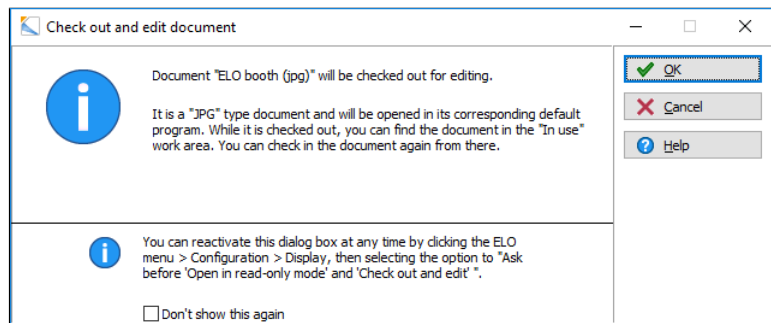 Check out and edit document
Document "ELO booth (jpg)" will be checked out for editing.
It is a "JPG" type document and will be opened in its corresponding default
program. While it is checked out, you can find the document in the "In use"
work area. You can check in the document again from there.
OK
Cancel
Help
You can reactivate this dialog box at any time by clicking the ELO
menu > Configuration > Display, then selecting the option to "Ask
before 'Open in read-only mode' and 'Check out and edit' ".
Don't show this again